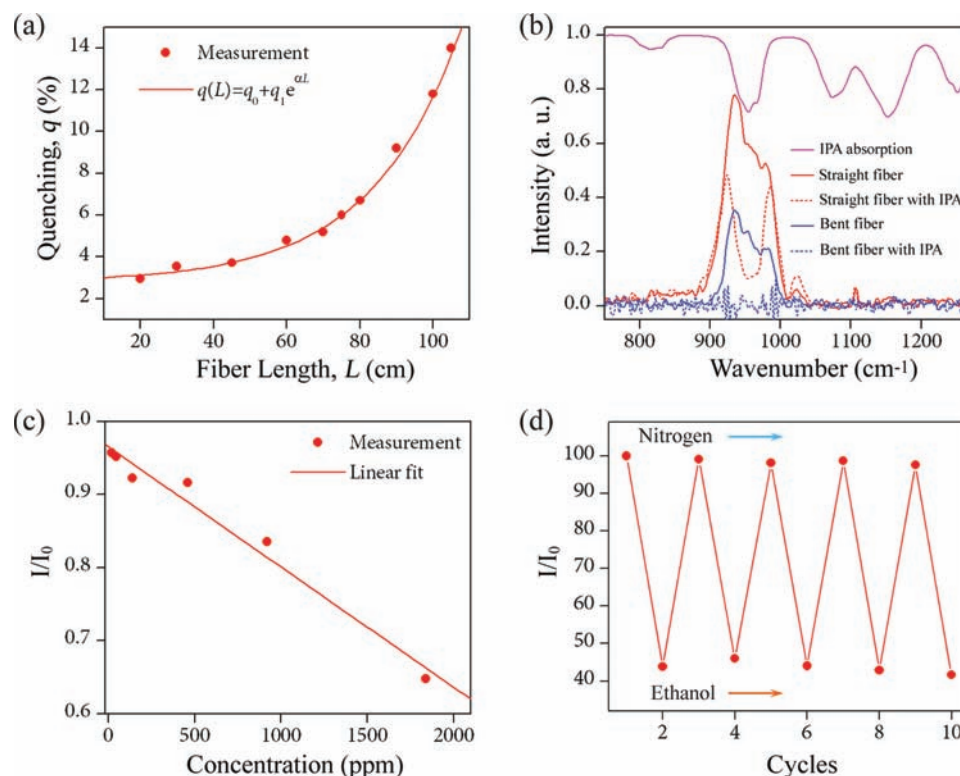 (a)
14
12
10
8
6
4
2
Quenching, q (%)
Measurement
q(L)=q₀+q₁e^αL
20 40 60 80 100
Fiber Length, L (cm)
(b)
1.0
0.8
0.6
0.4
0.2
0.0
Intensity (a. u.)
IPA absorption
Straight fiber
Straight fiber with IPA
Bent fiber
Bent fiber with IPA
800 900 1000 1100 1200
Wavenumber (cm-1)
(c)
1.0
0.9
0.8
0.7
0.6
I/I₀
Measurement
Linear fit
0 500 1000 1500 2000
Concentration (ppm)
(d)
100
90
80
70
60
50
40
I/I₀
Nitrogen
Ethanol
2 4 6 8 10
Cycles